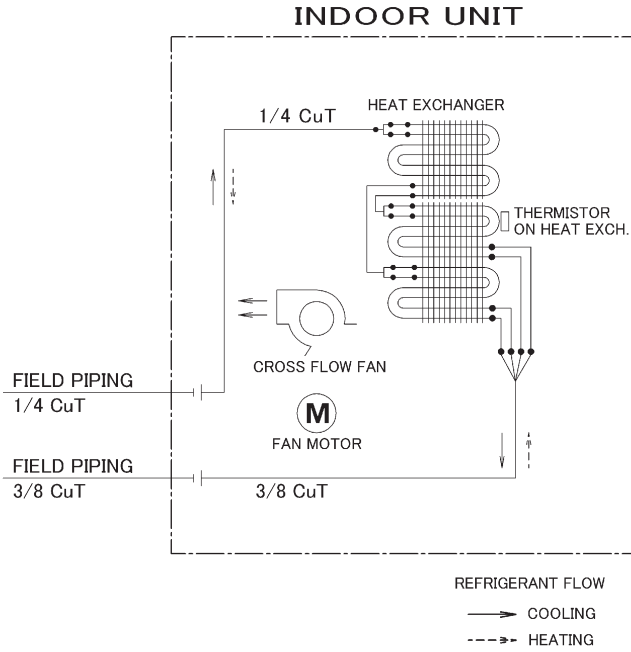 INDOOR UNIT
HEAT EXCHANGER
1/4 CuT
THERMISTOR
ON HEAT EXCH.
CROSS FLOW FAN
FIELD PIPING
1/4 CuT
M
FAN MOTOR
FIELD PIPING
3/8 CuT
3/8 CuT
REFRIGERANT FLOW
COOLING
HEATING